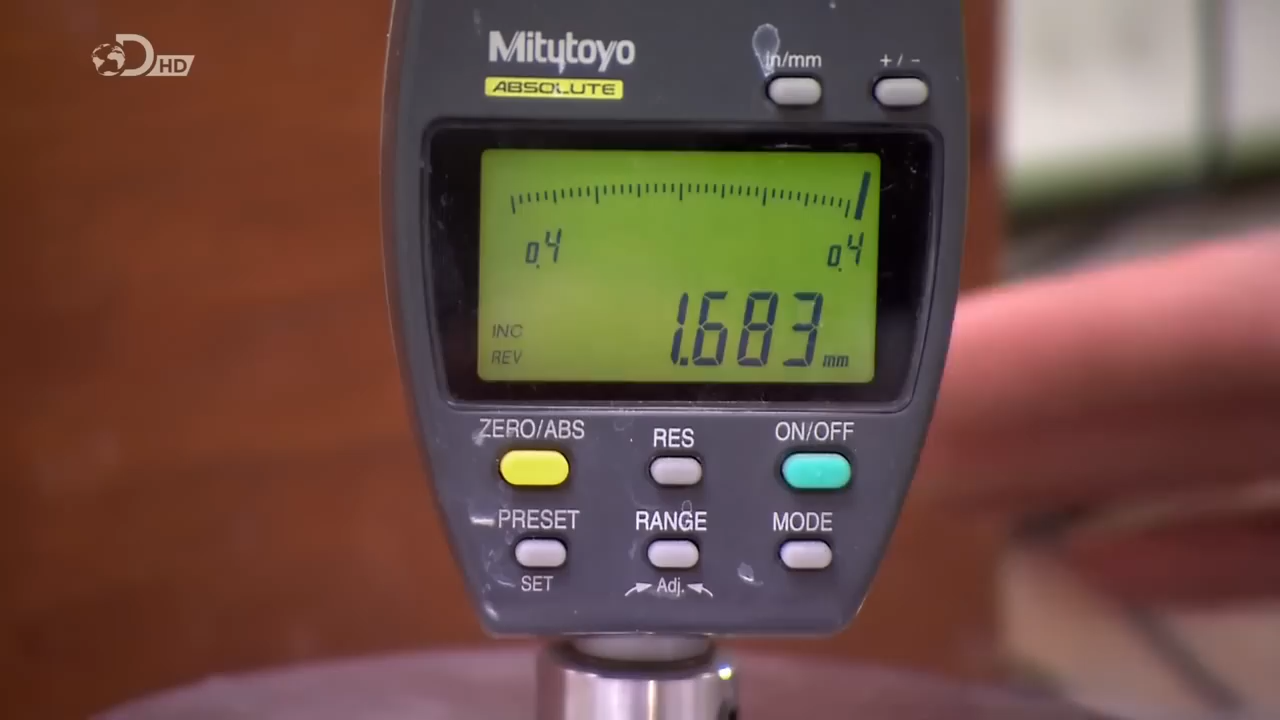 D HD
Mitutoyo
ABSOLUTE
in/mm
+/-
0.4
0.4
INC
REV
1.683 mm
ZERO/ABS
RES
ON/OFF
PRESET
RANGE
MODE
SET
Adj.